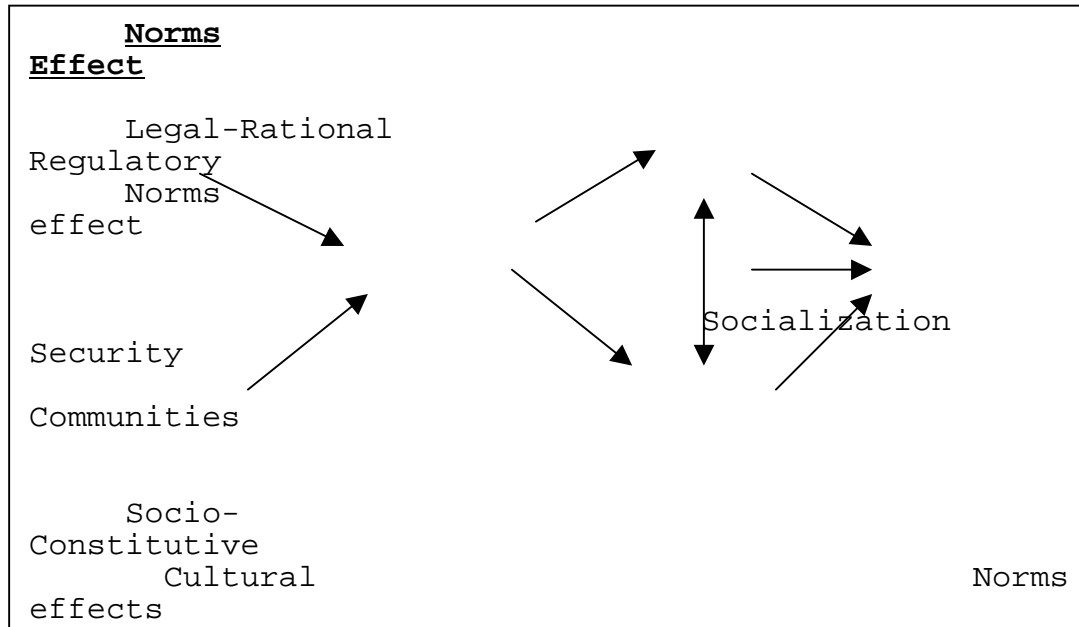 Norms
Effect
Legal-Rational
Regulatory
Norms
effect
Socialization
Security
Communities
Socio-
Constitutive
Cultural Norms
effects